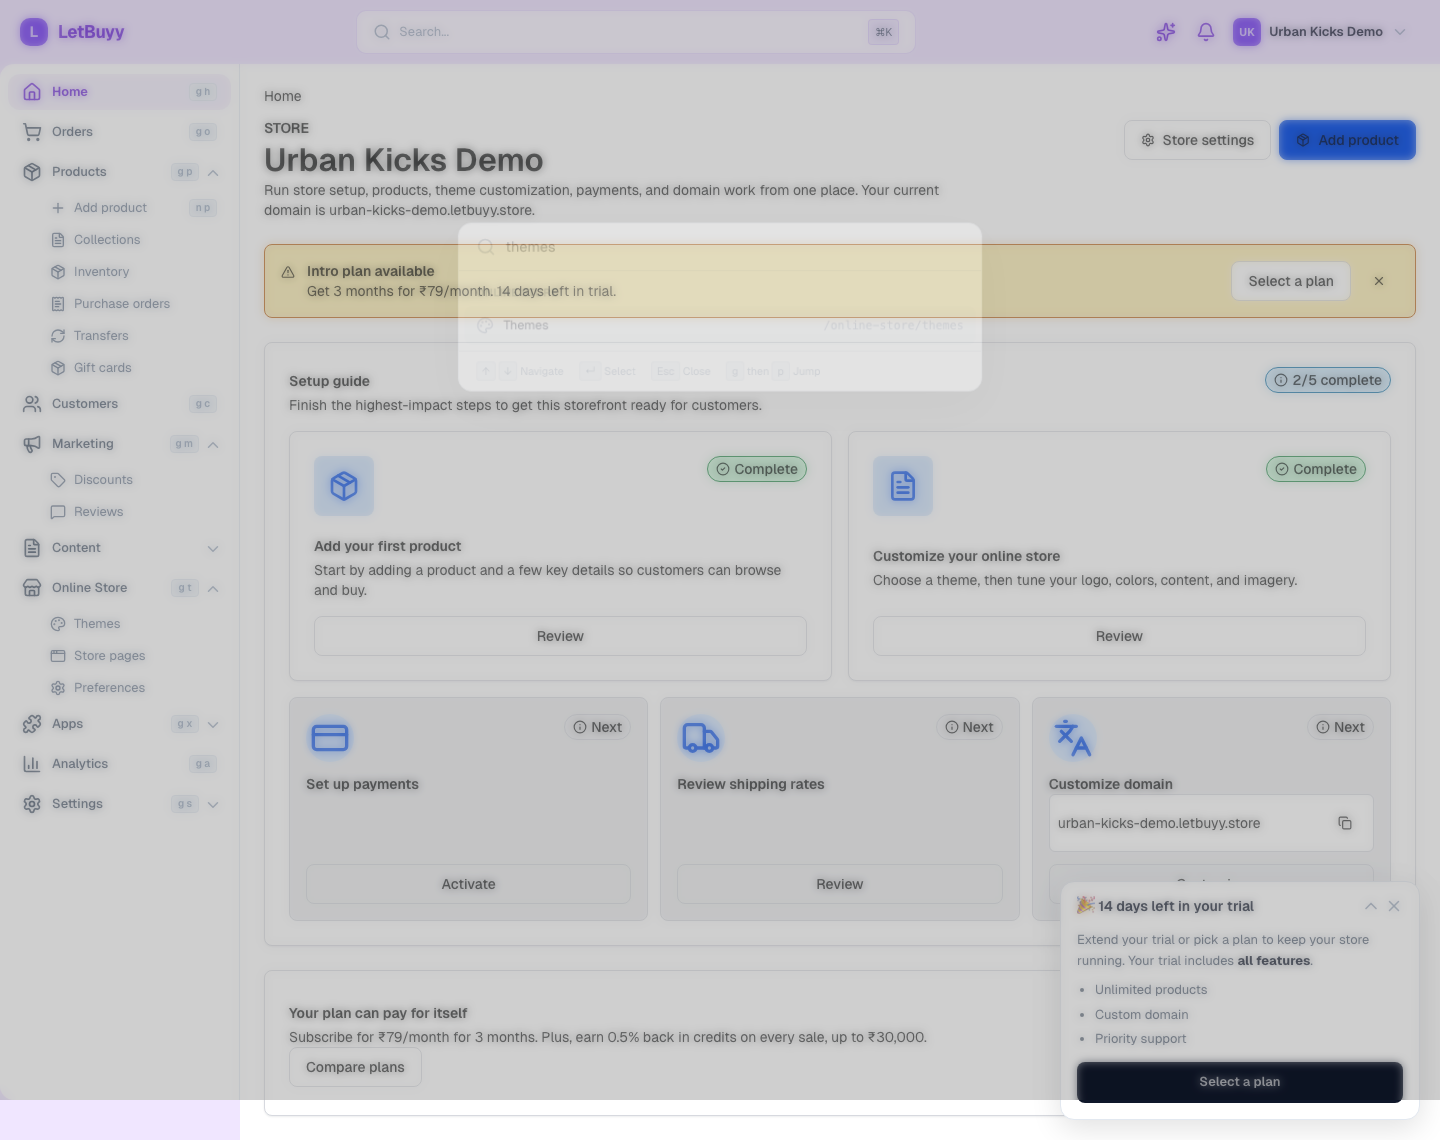 L LetBuyy
Search...
⌘K
UK Urban Kicks Demo
Home g h
Orders g o
Products g p
Add product n p
Collections
Inventory
Purchase orders
Transfers
Gift cards
Customers g c
Marketing g m
Discounts
Reviews
Content
Online Store g t
Themes
Store pages
Preferences
Apps g x
Analytics g a
Settings g s
Home
STORE
Urban Kicks Demo
Run store setup, products, theme customization, payments, and domain work from one place. Your current
domain is urban-kicks-demo.letbuyy.store.
Store settings
Add product
themes
Themes /online-store/themes
↑ ↓ Navigate Select Esc Close g then p Jump
Intro plan available
Get 3 months for ₹79/month. 14 days left in trial.
Select a plan
Setup guide
Finish the highest-impact steps to get this storefront ready for customers.
2/5 complete
Complete
Add your first product
Start by adding a product and a few key details so customers can browse
and buy.
Review
Complete
Customize your online store
Choose a theme, then tune your logo, colors, content, and imagery.
Review
Next
Set up payments
Activate
Next
Review shipping rates
Review
Next
Customize domain
urban-kicks-demo.letbuyy.store
Your plan can pay for itself
Subscribe for ₹79/month for 3 months. Plus, earn 0.5% back in credits on every sale, up to ₹30,000.
Compare plans
🎉 14 days left in your trial
Extend your trial or pick a plan to keep your store
running. Your trial includes all features.
• Unlimited products
• Custom domain
• Priority support
Select a plan